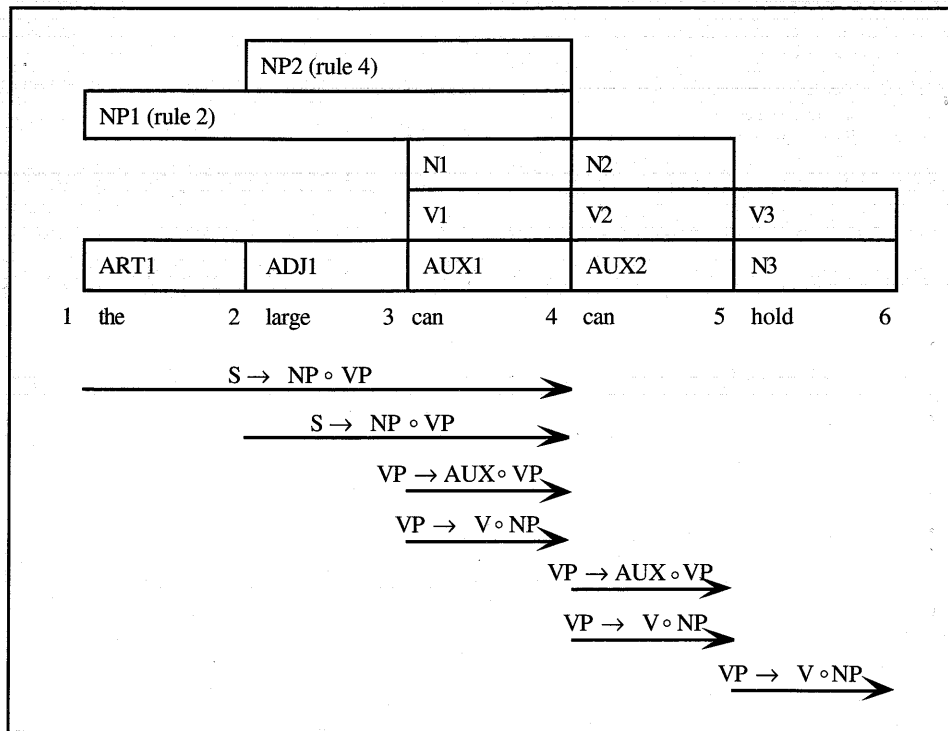 NP2 (rule 4)
NP1 (rule 2)
N1 N2
V1 V2 V3
ART1 ADJ1 AUX1 AUX2 N3
1 the 2 large 3 can 4 can 5 hold 6
S → NP ∘ VP
S → NP ∘ VP
VP → AUX ∘ VP
VP → V ∘ NP
VP → AUX ∘ VP
VP → V ∘ NP
VP → V ∘ NP